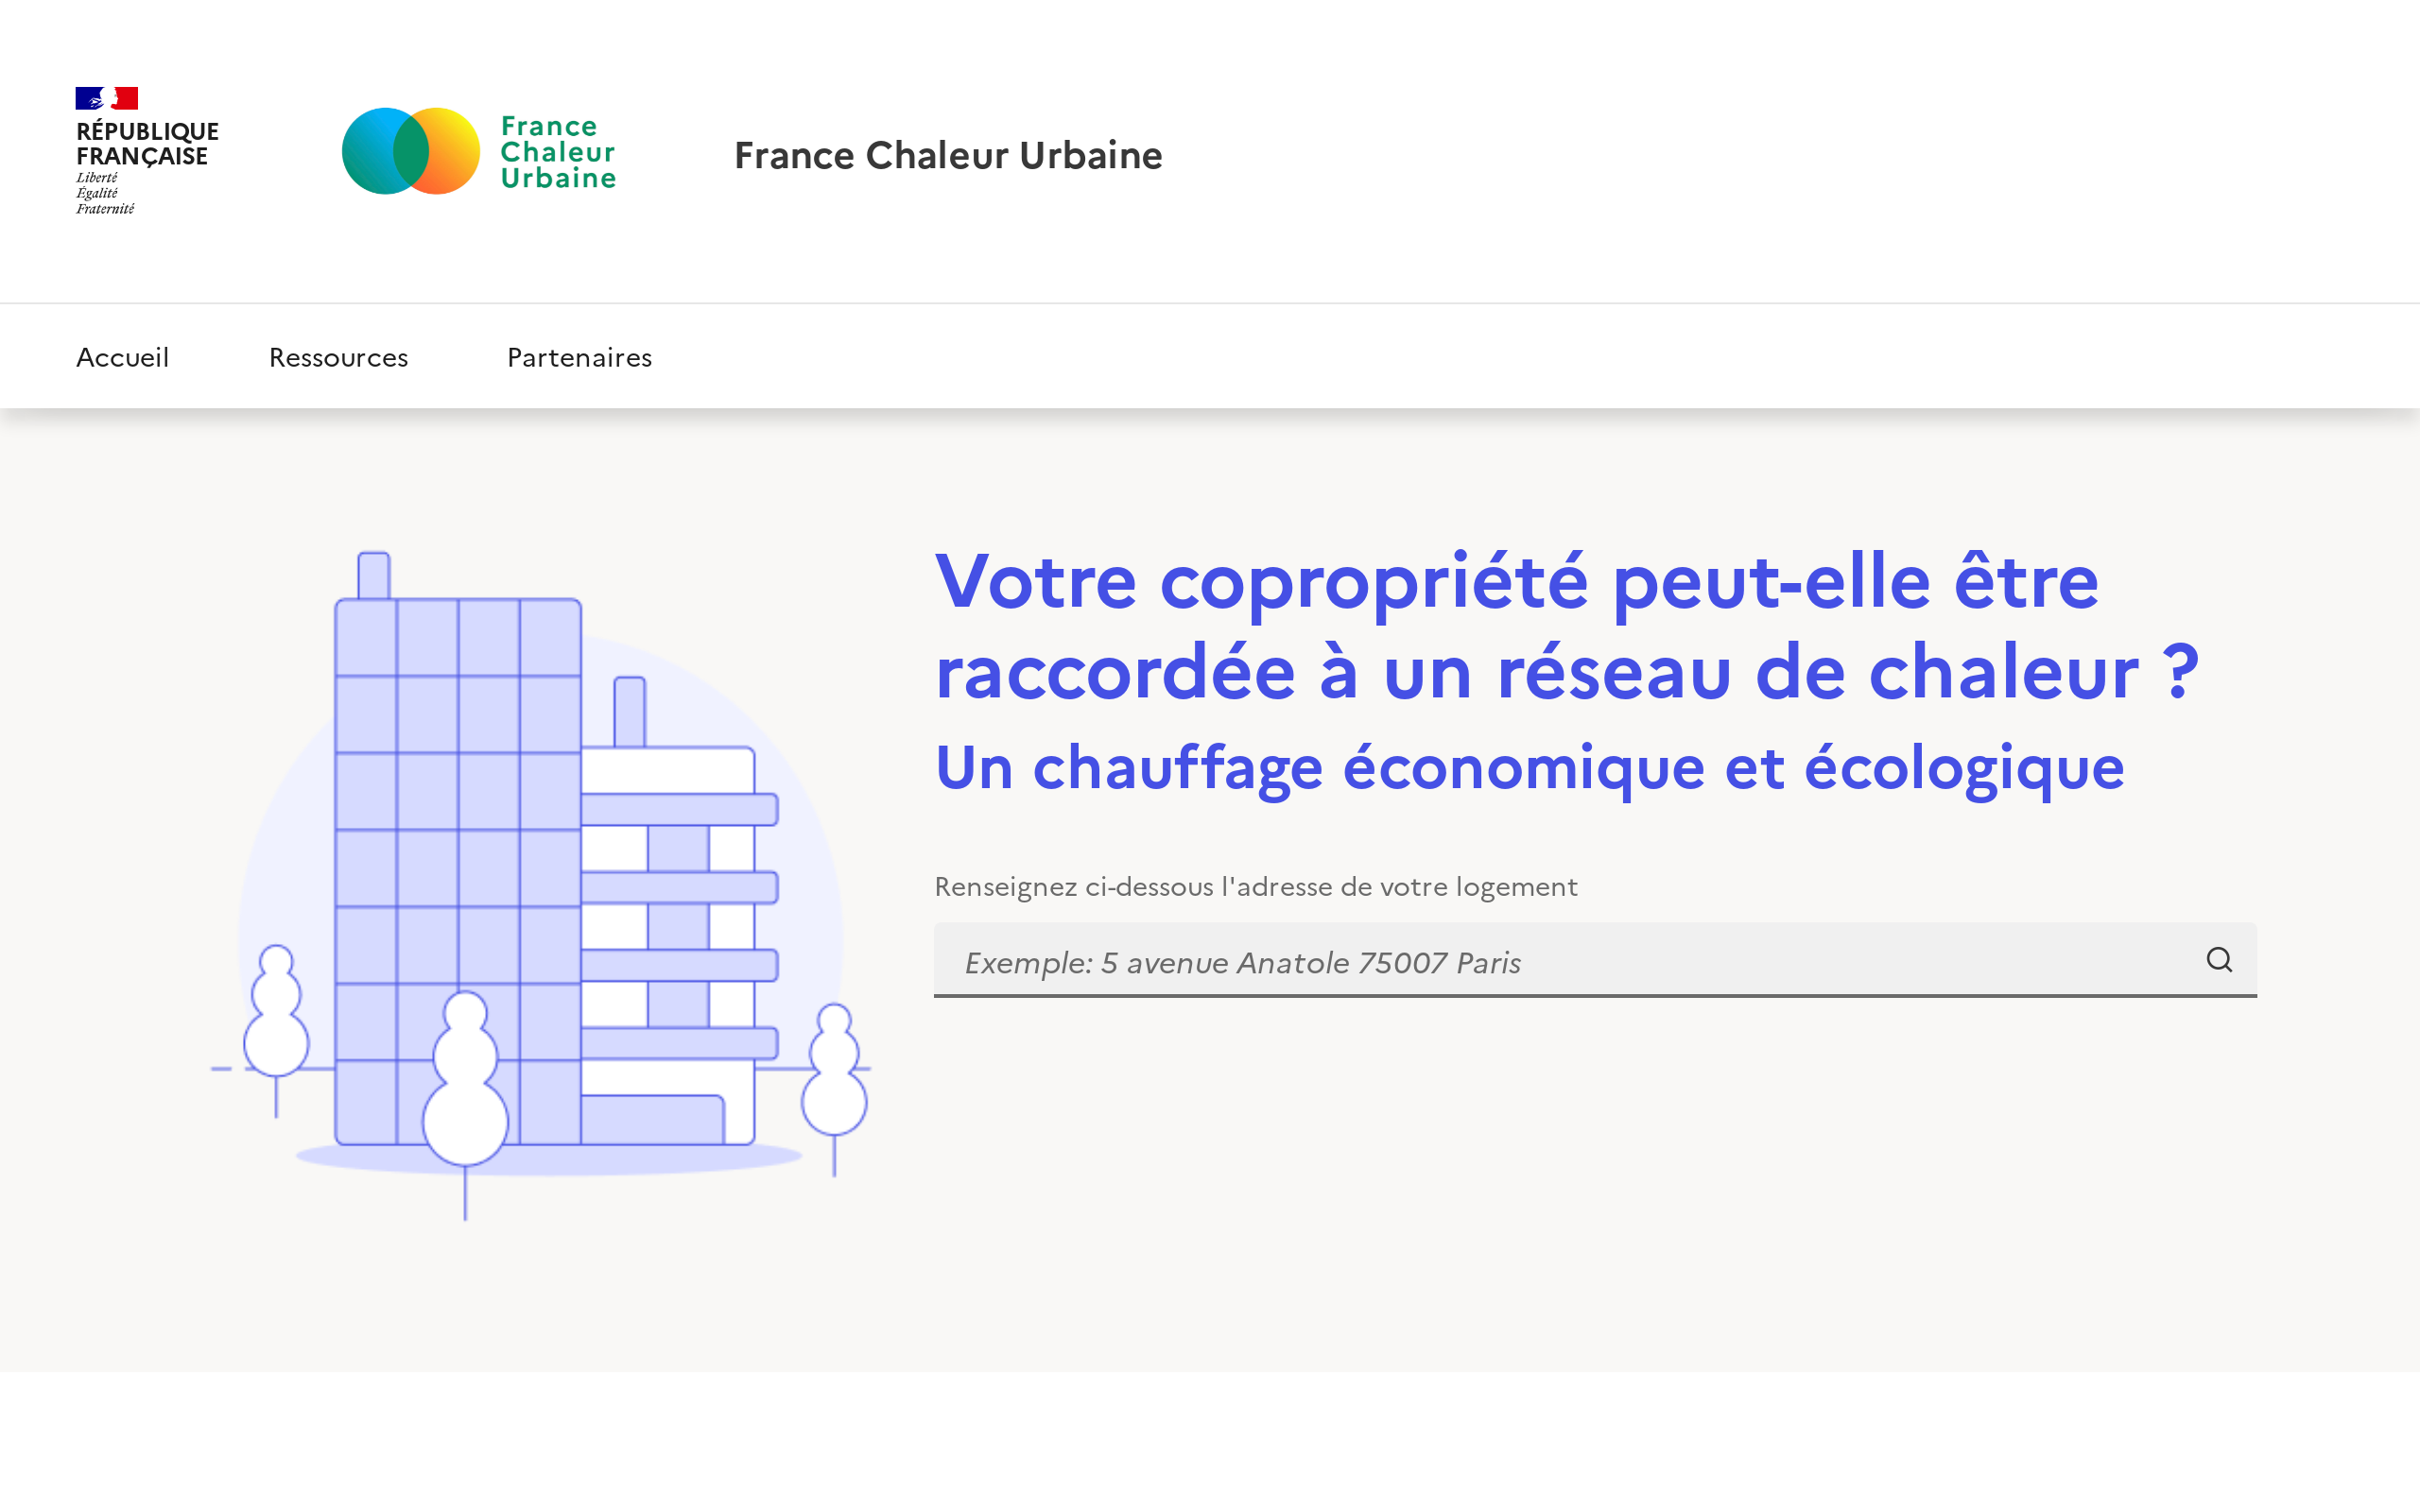 RÉPUBLIQUE
FRANÇAISE
Liberté
Égalité
Fraternité
France
Chaleur
Urbaine
France Chaleur Urbaine
Accueil
Ressources
Partenaires
Votre copropriété peut-elle être
raccordée à un réseau de chaleur ?
Un chauffage économique et écologique
Renseignez ci-dessous l'adresse de votre logement
Exemple: 5 avenue Anatole 75007 Paris